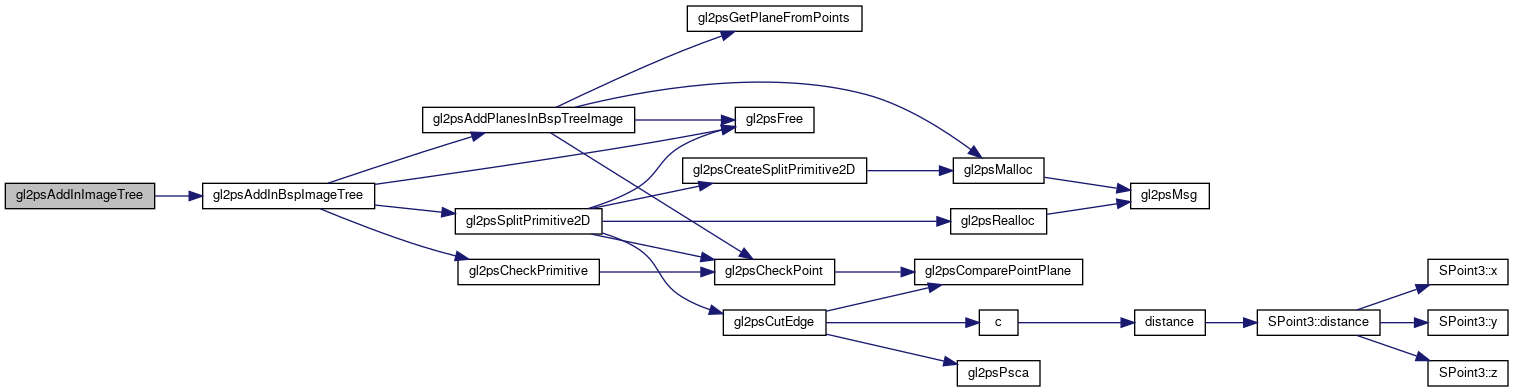 gl2psGetPlaneFromPoints
gl2psAddPlanesInBspTreeImage
gl2psFree
gl2psCreateSplitPrimitive2D
gl2psMalloc
gl2psAddInImageTree
gl2psAddInBspImageTree
gl2psMsg
gl2psSplitPrimitive2D
gl2psRealloc
gl2psCheckPrimitive
gl2psCheckPoint
gl2psComparePointPlane
SPoint3::x
gl2psCutEdge
c
distance
SPoint3::distance
SPoint3::y
gl2psPsca
SPoint3::z